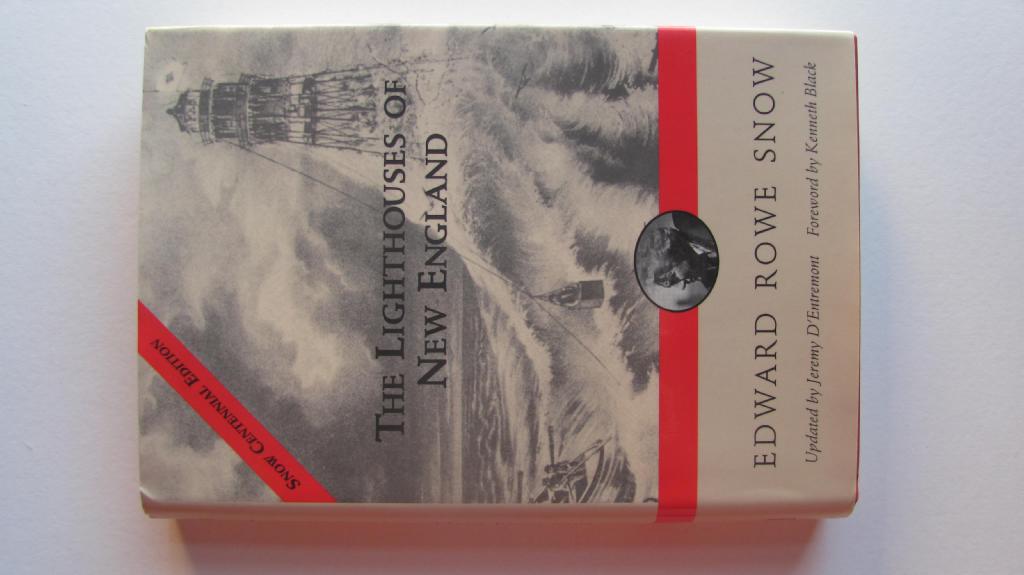 SNOW CENTENNIAL EDITION
THE LIGHTHOUSES OF
NEW ENGLAND
EDWARD ROWE SNOW
Updated by Jeremy D'Entremont Foreword by Kenneth Black